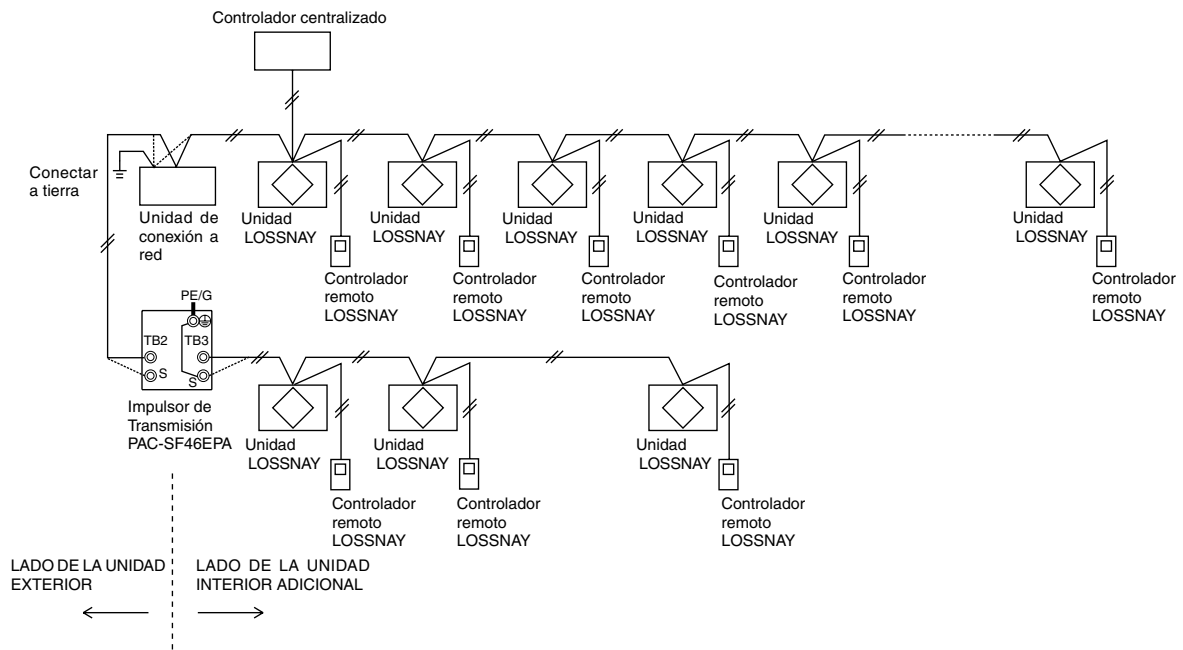 Controlador centralizado
Conectar
a tierra
Unidad de
conexión a
red
Unidad
LOSSNAY
Unidad
LOSSNAY
Unidad
LOSSNAY
Unidad
LOSSNAY
Unidad
LOSSNAY
Unidad
LOSSNAY
Controlador
remoto
LOSSNAY
Controlador
remoto
LOSSNAY
Controlador
remoto
LOSSNAY
Controlador
remoto
LOSSNAY
Controlador
remoto
LOSSNAY
Controlador
remoto
LOSSNAY
PE/G
TB2
TB3
S
S
Impulsor de
Transmisión
PAC-SF46EPA
Unidad
LOSSNAY
Unidad
LOSSNAY
Unidad
LOSSNAY
Controlador
remoto
LOSSNAY
Controlador
remoto
LOSSNAY
Controlador
remoto
LOSSNAY
LADO DE LA UNIDAD
EXTERIOR
LADO DE LA UNIDAD
INTERIOR ADICIONAL